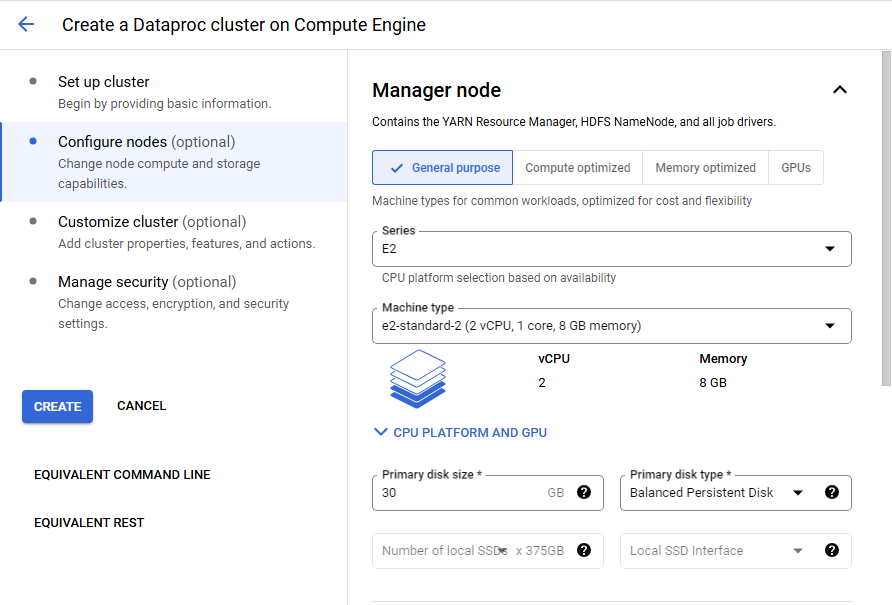 Create a Dataproc cluster on Compute Engine
Set up cluster
Begin by providing basic information.
Configure nodes (optional)
Change node compute and storage
capabilities.
Customize cluster (optional)
Add cluster properties, features, and actions.
Manage security (optional)
Change access, encryption, and security
settings.
CREATE
CANCEL
EQUIVALENT COMMAND LINE
EQUIVALENT REST
Manager node
Contains the YARN Resource Manager, HDFS NameNode, and all job drivers.
General purpose
Compute optimized
Memory optimized
GPUs
Machine types for common workloads, optimized for cost and flexibility
Series
E2
CPU platform selection based on availability
Machine type
e2-standard-2 (2 vCPU, 1 core, 8 GB memory)
vCPU
2
Memory
8 GB
CPU PLATFORM AND GPU
Primary disk size *
30 GB
Primary disk type *
Balanced Persistent Disk
Number of local SSDs x 375GB
Local SSD Interface